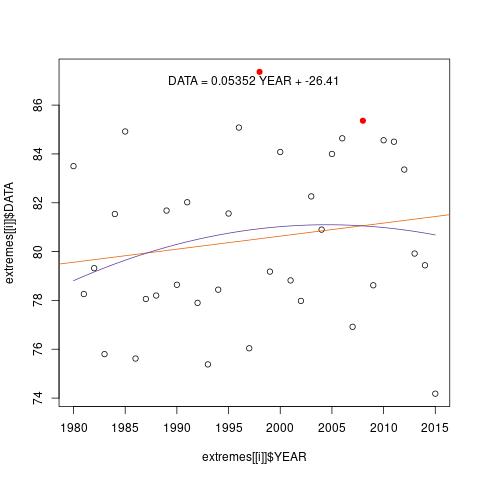 DATA = 0.05352 YEAR + -26.41
86
84
82
80
78
76
74
extremes[[i]]$DATA
1980 1985 1990 1995 2000 2005 2010 2015
extremes[[i]]$YEAR